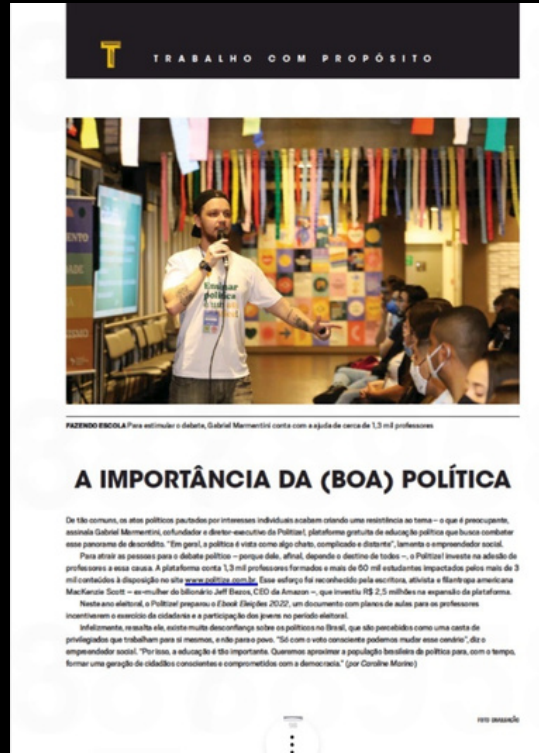 T TRABALHO COM PROPÓSITO
Ensinar
política
FAZENDO ESCOLA Para estimular o debate, Gabriel Marmentini conta com a ajuda de cerca de 1,3 mil professores
A IMPORTÂNCIA DA (BOA) POLÍTICA
De tão comuns, os atos políticos pautados por interesses individuais acabam criando uma resistência ao tema – o que é preocupante,
assinala Gabriel Marmentini, cofundador e diretor-executivo do Politize!, plataforma gratuita de educação política que busca combater
esse panorama de descrédito. "Em geral, a política é vista como algo chato, complicado e distante", lamenta o empreendedor social.
Para atrair as pessoas para o debate político – porque dele, afinal, depende o destino de todos –, o Politize! investe na adesão de
professores a essa causa. A plataforma conta 1,3 mil professores formados e mais de 60 mil estudantes impactados pelos mais de 3
mil conteúdos à disposição no site www.politize.com.br. Esse esforço foi reconhecido pela escritora, ativista e filantropa americana
MacKenzie Scott – ex-mulher do bilionário Jeff Bezos, CEO da Amazon –, que investiu R$ 2,5 milhões na expansão da plataforma.
Neste ano eleitoral, o Politize! preparou o Ebook Eleições 2022, um documento com planos de aulas para os professores
incentivarem o exercício da cidadania e a participação dos jovens no período eleitoral.
Infelizmente, ressalta ele, existe muita desconfiança sobre os políticos no Brasil, que são percebidos como uma casta de
privilegiados que trabalham para si mesmos, e não para o povo. "Só com o voto consciente podemos mudar esse cenário", diz o
empreendedor social. "Por isso, a educação é tão importante. Queremos aproximar a população brasileira da política para, com o tempo,
formar uma geração de cidadãos conscientes e comprometidos com a democracia." (por Caroline Marino)
FOTO DIVULGAÇÃO